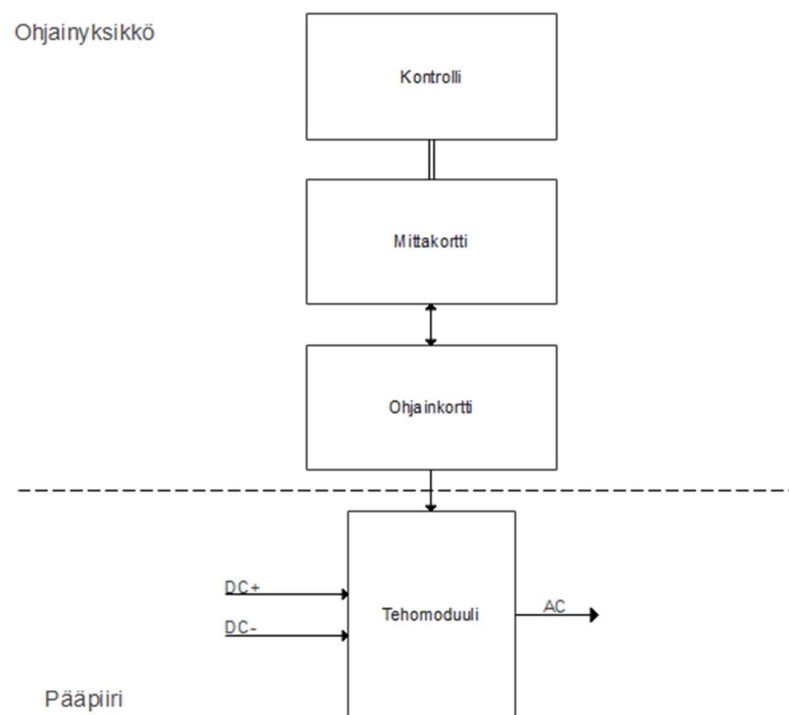 Ohjainyksikkö
Kontrolli
Mittakortti
Ohjainkortti
DC+
DC-
Tehomoduuli
AC
Pääpiiri